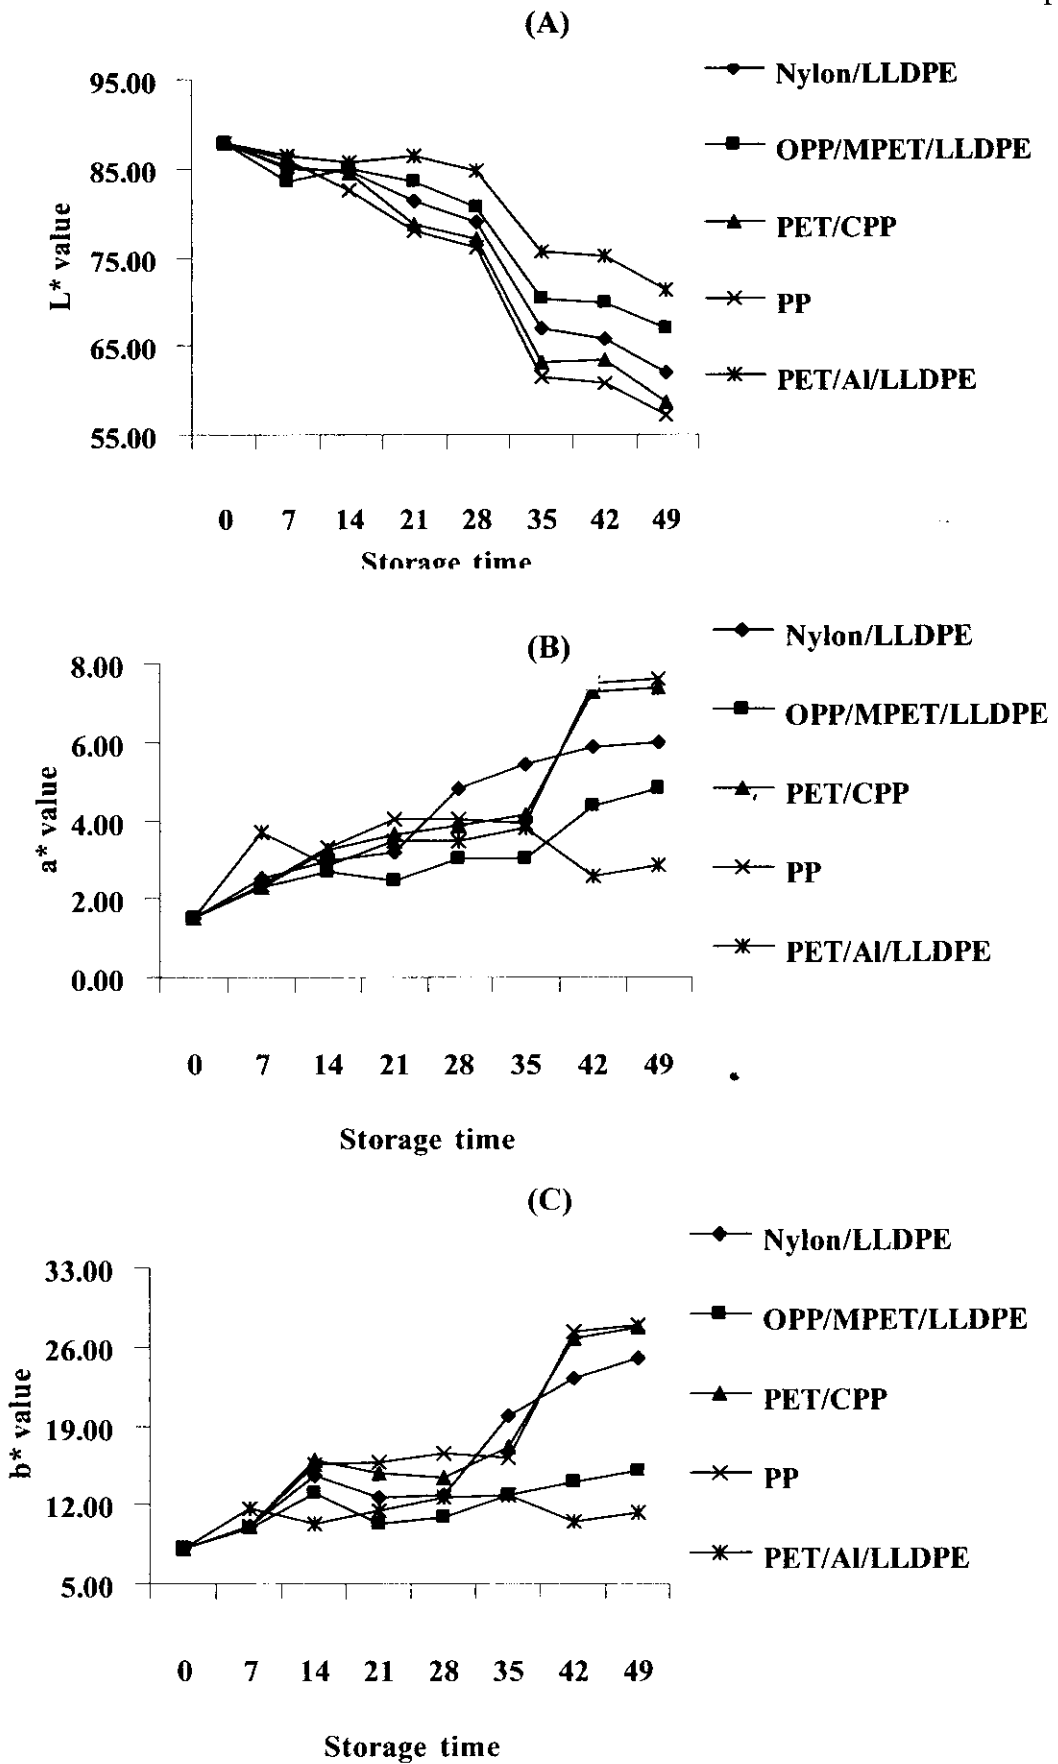 (A)
95.00
85.00
75.00
65.00
55.00
L* value
0 7 14 21 28 35 42 49
Storage time
Nylon/LLDPE
OPP/MPET/LLDPE
PET/CPP
PP
PET/Al/LLDPE
(B)
8.00
6.00
4.00
2.00
0.00
a* value
0 7 14 21 28 35 42 49
Storage time
Nylon/LLDPE
OPP/MPET/LLDPE
PET/CPP
PP
PET/Al/LLDPE
(C)
33.00
26.00
19.00
12.00
5.00
b* value
0 7 14 21 28 35 42 49
Storage time
Nylon/LLDPE
OPP/MPET/LLDPE
PET/CPP
PP
PET/Al/LLDPE